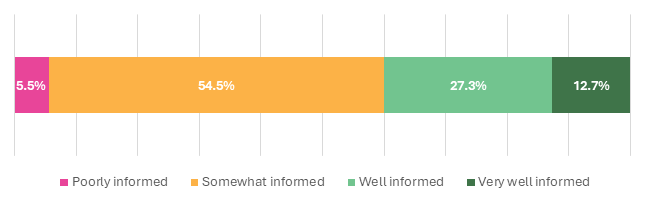 5.5% 54.5% 27.3% 12.7%
Poorly informed Somewhat informed Well informed Very well informed